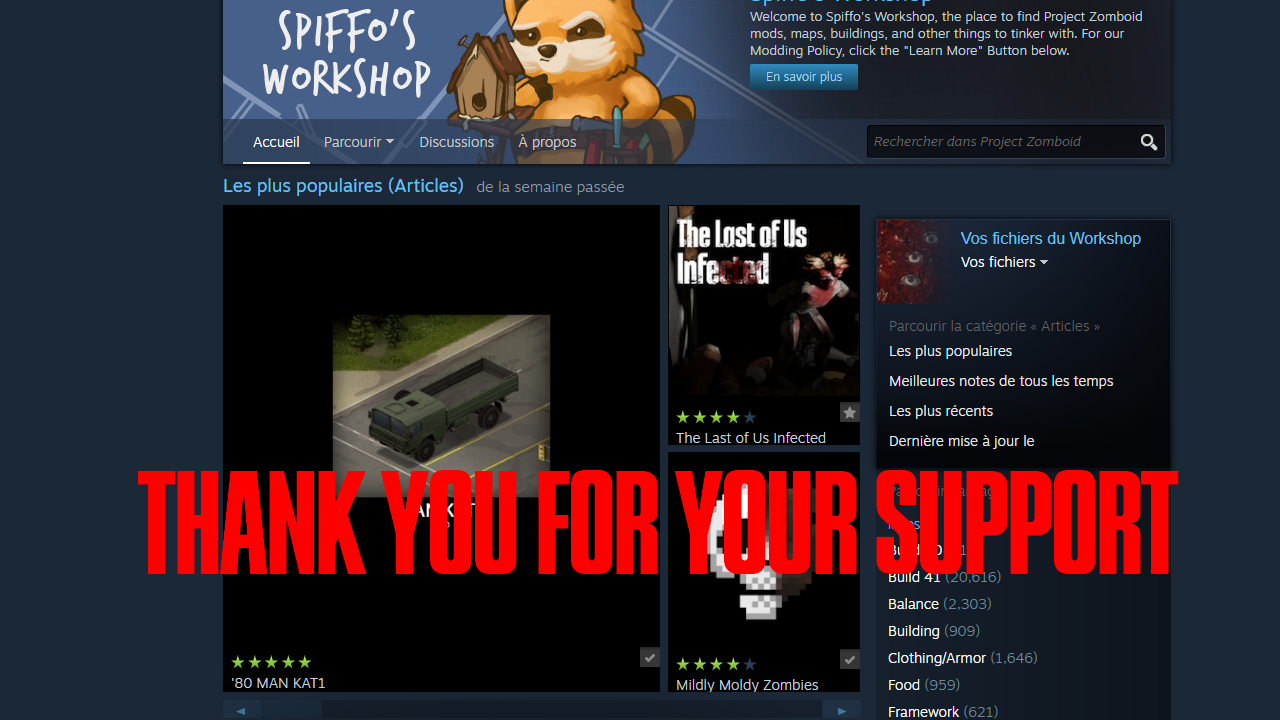 SPIFFO'S
WORKSHOP
Spiffo's Workshop
Welcome to Spiffo's Workshop, the place to find Project Zomboid
mods, maps, buildings, and other things to tinker with. For our
Modding Policy, click the "Learn More" Button below.
En savoir plus
Accueil
Parcourir
Discussions
À propos
Rechercher dans Project Zomboid
Les plus populaires (Articles) de la semaine passée
The Last of Us
Infected
The Last of Us Infected
Vos fichiers du Workshop
Vos fichiers
Parcourir la catégorie « Articles »
Les plus populaires
Meilleures notes de tous les temps
Les plus récents
Dernière mise à jour le
THANK YOU FOR YOUR SUPPORT
Build 41 (20,616)
Balance (2,303)
Building (909)
Clothing/Armor (1,646)
Food (959)
Framework (621)
'80 MAN KAT1
Mildly Moldy Zombies